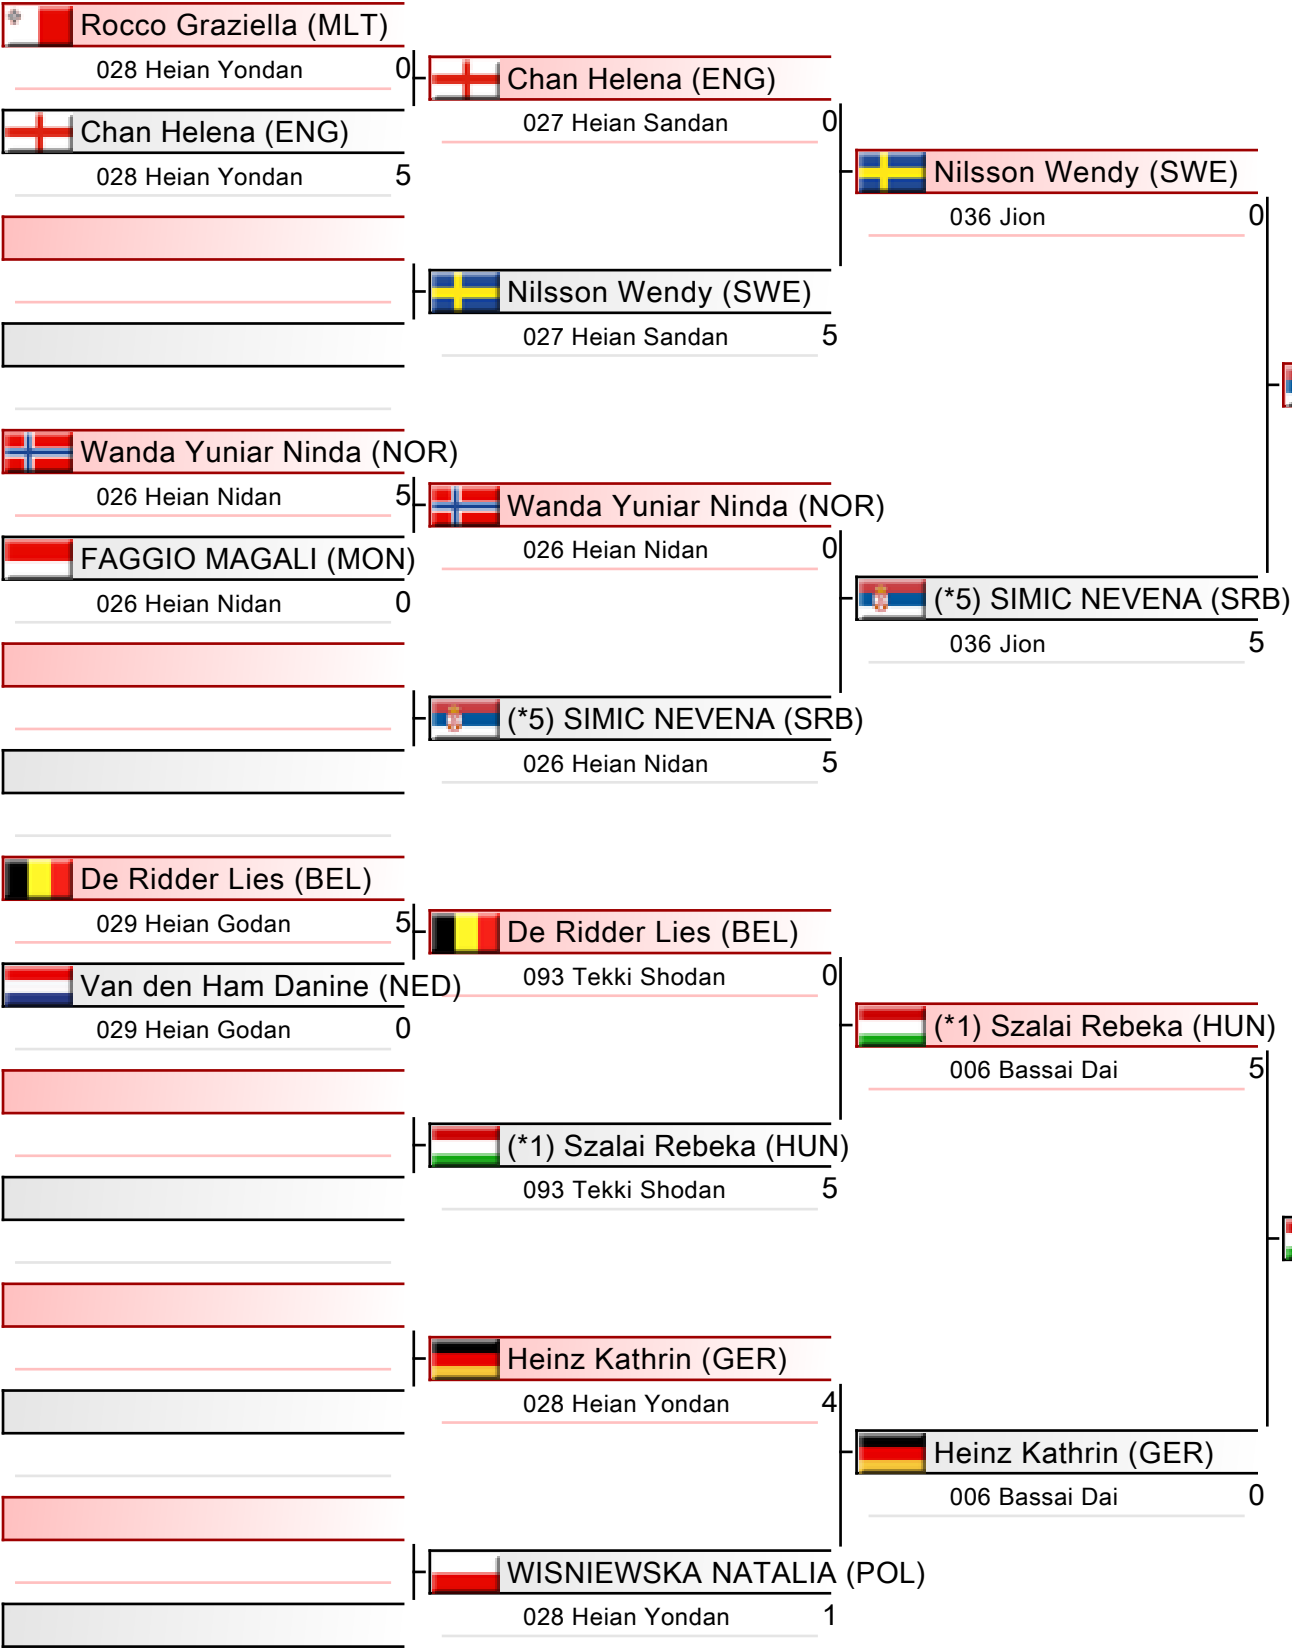 Rocco Graziella (MLT)
028 Heian Yondan 0
Chan Helena (ENG)
028 Heian Yondan 5
Wanda Yuniar Ninda (NOR)
026 Heian Nidan 5
FAGGIO MAGALI (MON)
026 Heian Nidan 0
De Ridder Lies (BEL)
029 Heian Godan 5
Van den Ham Danine (NED)
029 Heian Godan 0
Chan Helena (ENG)
027 Heian Sandan 0
Nilsson Wendy (SWE)
027 Heian Sandan 5
Wanda Yuniar Ninda (NOR)
026 Heian Nidan 0
(*5) SIMIC NEVENA (SRB)
026 Heian Nidan 5
De Ridder Lies (BEL)
093 Tekki Shodan 0
(*1) Szalai Rebeka (HUN)
093 Tekki Shodan 5
Heinz Kathrin (GER)
028 Heian Yondan 4
WISNIEWSKA NATALIA (POL)
028 Heian Yondan 1
Nilsson Wendy (SWE)
036 Jion 0
(*5) SIMIC NEVENA (SRB)
036 Jion 5
(*1) Szalai Rebeka (HUN)
006 Bassai Dai 5
Heinz Kathrin (GER)
006 Bassai Dai 0